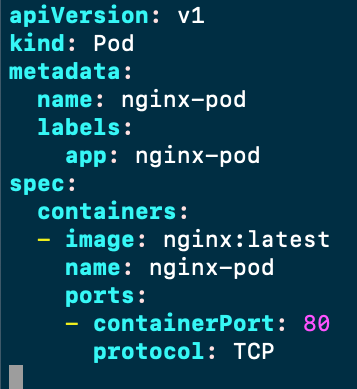 apiVersion: v1
kind: Pod
metadata:
  name: nginx-pod
  labels:
    app: nginx-pod
spec:
  containers:
  - image: nginx:latest
    name: nginx-pod
    ports:
    - containerPort: 80
      protocol: TCP